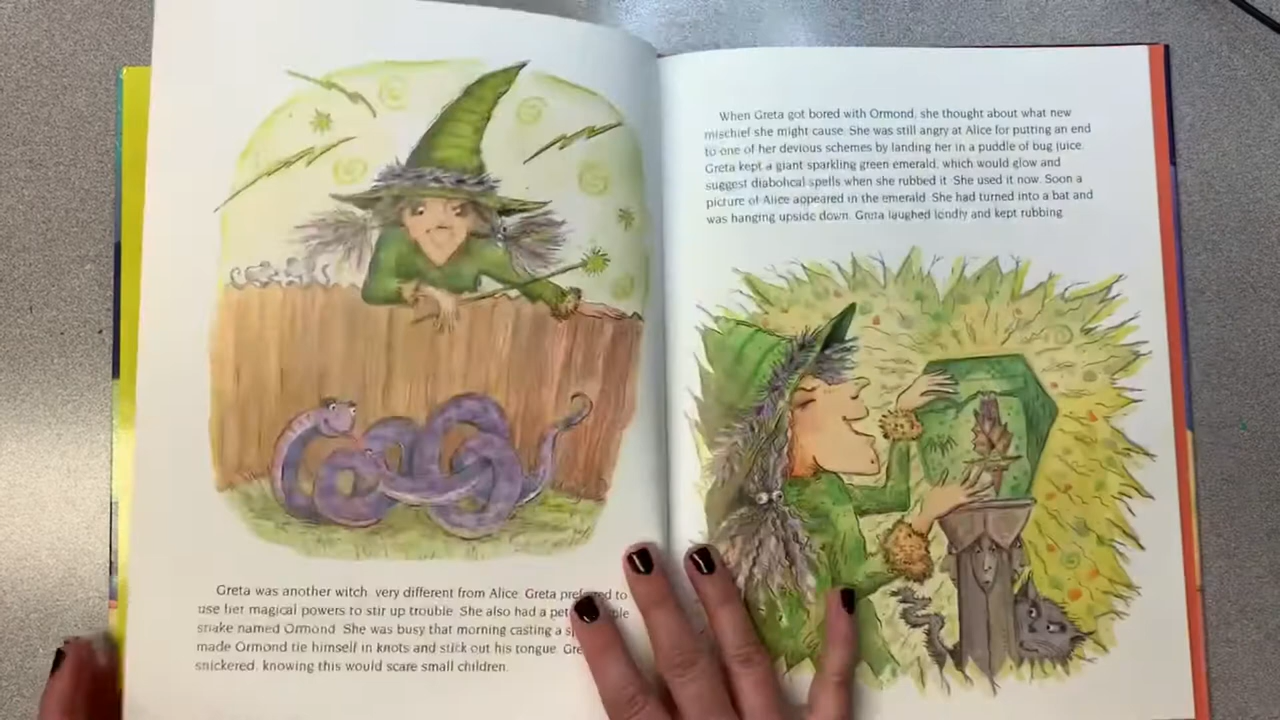 Greta was another witch, very different from Alice. Greta to
use her magical powers to stir up trouble. She also had a pet
snake named Ormond. She was busy that morning casting a
made Ormond tie himself in knots and stick out his tongue.
snickered, knowing this would scare small children.
When Greta got bored with Ormond, she thought about what new
mischief she might cause. She was still angry at Alice for putting an end
to one of her devious schemes by landing her in a puddle of bug juice.
Greta kept a giant sparkling green emerald, which would glow and
suggest diabolical spells when she rubbed it. She used it now. Soon a
picture of Alice appeared in the emerald. She had turned into a bat and
was hanging upside down. Greta laughed loudly and kept rubbing.